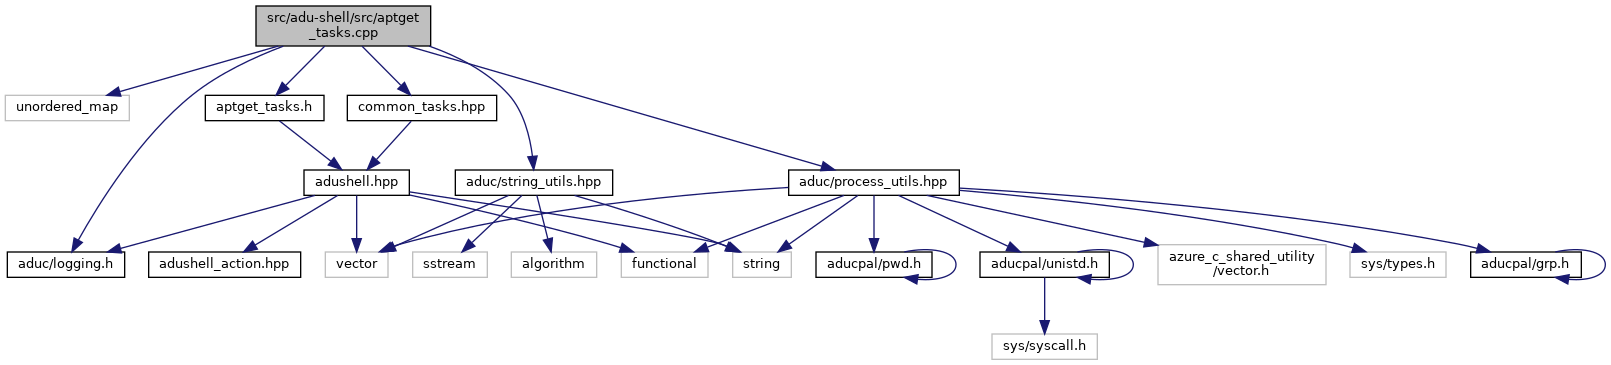 src/adu-shell/src/aptget
_tasks.cpp
unordered_map
aptget_tasks.h
common_tasks.hpp
adushell.hpp
aduc/string_utils.hpp
aduc/process_utils.hpp
aduc/logging.h
adushell_action.hpp
vector
sstream
algorithm
functional
string
aducpal/pwd.h
aducpal/unistd.h
azure_c_shared_utility
/vector.h
sys/types.h
aducpal/grp.h
sys/syscall.h